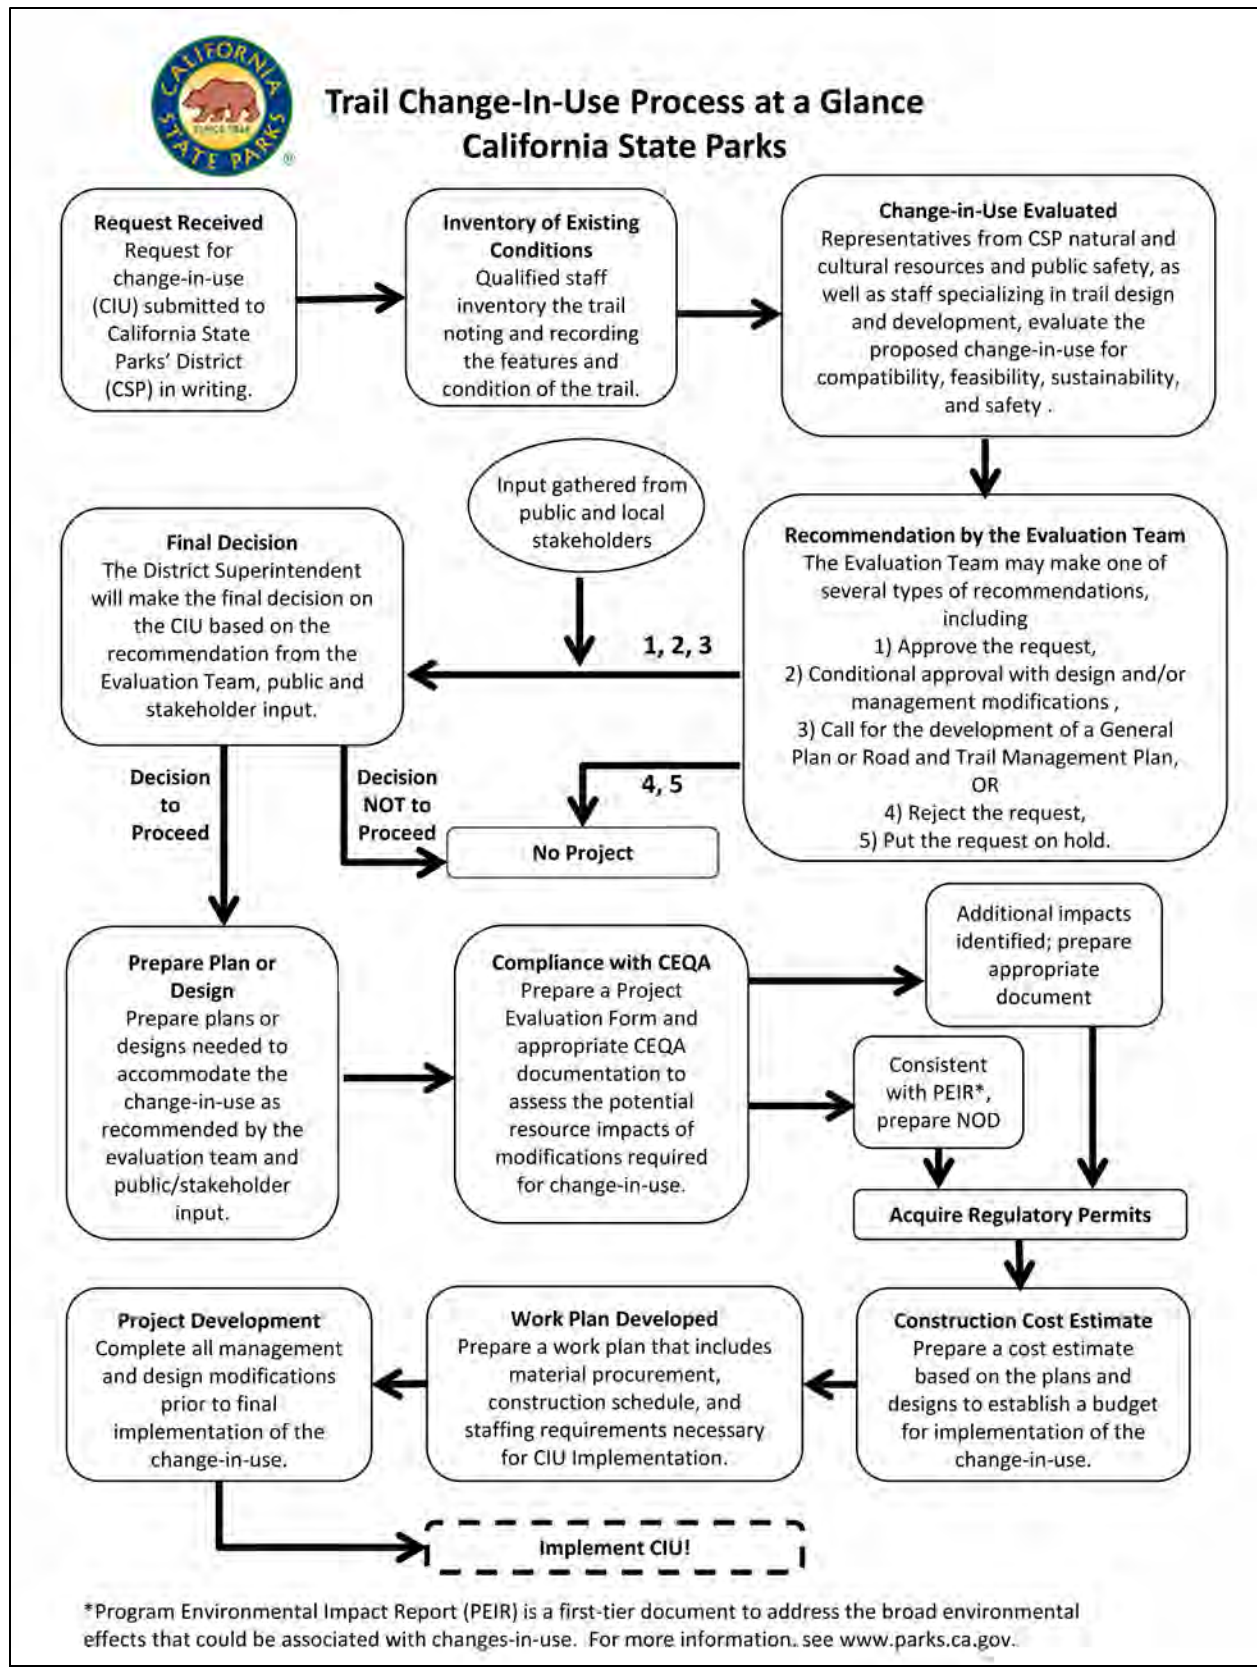 CALIFORNIA
STATE PARKS
SINCE 1864
®
Trail Change-In-Use Process at a Glance
California State Parks
Request Received
Request for
change-in-use
(CIU) submitted to
California State
Parks' District
(CSP) in writing.
Inventory of Existing
Conditions
Qualified staff
inventory the trail
noting and recording
the features and
condition of the trail.
Change-in-Use Evaluated
Representatives from CSP natural and
cultural resources and public safety, as
well as staff specializing in trail design
and development, evaluate the
proposed change-in-use for
compatibility, feasibility, sustainability,
and safety .
Input gathered from
public and local
stakeholders
Recommendation by the Evaluation Team
The Evaluation Team may make one of
several types of recommendations,
including
1) Approve the request,
2) Conditional approval with design and/or
management modifications ,
3) Call for the development of a General
Plan or Road and Trail Management Plan,
OR
4) Reject the request,
5) Put the request on hold.
1, 2, 3
4, 5
Final Decision
The District Superintendent
will make the final decision on
the CIU based on the
recommendation from the
Evaluation Team, public and
stakeholder input.
Decision
to
Proceed
Decision
NOT to
Proceed
No Project
Prepare Plan or
Design
Prepare plans or
designs needed to
accommodate the
change-in-use as
recommended by the
evaluation team and
public/stakeholder
input.
Compliance with CEQA
Prepare a Project
Evaluation Form and
appropriate CEQA
documentation to
assess the potential
resource impacts of
modifications required
for change-in-use.
Additional impacts
identified; prepare
appropriate
document
Consistent
with PEIR*,
prepare NOD
Acquire Regulatory Permits
Construction Cost Estimate
Prepare a cost estimate
based on the plans and
designs to establish a budget
for implementation of the
change-in-use.
Work Plan Developed
Prepare a work plan that includes
material procurement,
construction schedule, and
staffing requirements necessary
for CIU Implementation.
Project Development
Complete all management
and design modifications
prior to final
implementation of the
change-in-use.
Implement CIU!
*Program Environmental Impact Report (PEIR) is a first-tier document to address the broad environmental
effects that could be associated with changes-in-use.  For more information. see www.parks.ca.gov.